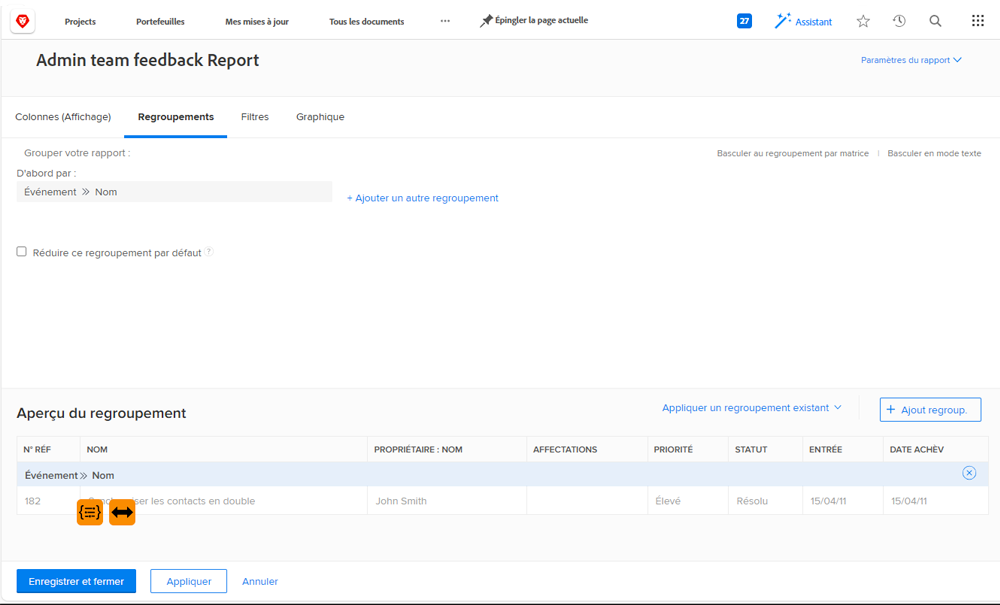 Projects Portefeuilles Mes mises à jour Tous les documents ··· Épingler la page actuelle 27 Assistant
Admin team feedback Report
Paramètres du rapport
Colonnes (Affichage) Regroupements Filtres Graphique
Grouper votre rapport :
Basculer au regroupement par matrice | Basculer en mode texte
D'abord par :
Événement » Nom
+ Ajouter un autre regroupement
Réduire ce regroupement par défaut ?
Aperçu du regroupement
Appliquer un regroupement existant
+ Ajout regroup.
N° RÉF NOM PROPRIÉTAIRE : NOM AFFECTATIONS PRIORITÉ STATUT ENTRÉE DATE ACHÈV
Événement » Nom
182 les contacts en double John Smith Élevé Résolu 15/04/11 15/04/11
Enregistrer et fermer Appliquer Annuler